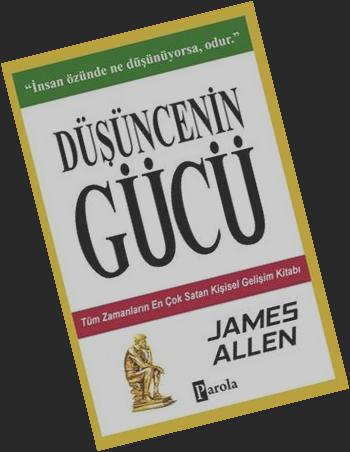 “İnsan özünde ne düşünüyorsa, odur.”
DÜŞÜNCENİN
GÜCÜ
Tüm Zamanların En Çok Satan Kişisel Gelişim Kitabı
JAMES
ALLEN
Parola